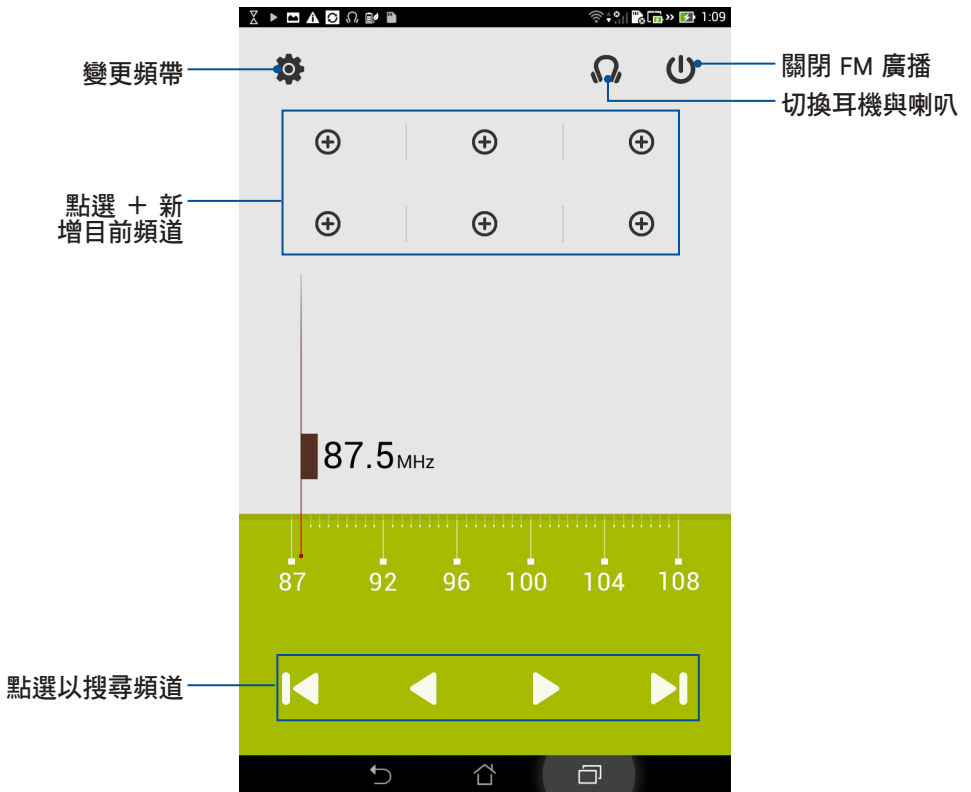 1:09
變更頻帶
關閉 FM 廣播
切換耳機與喇叭
點選 ＋ 新
增目前頻道
87.5MHz
87 92 96 100 104 108
點選以搜尋頻道